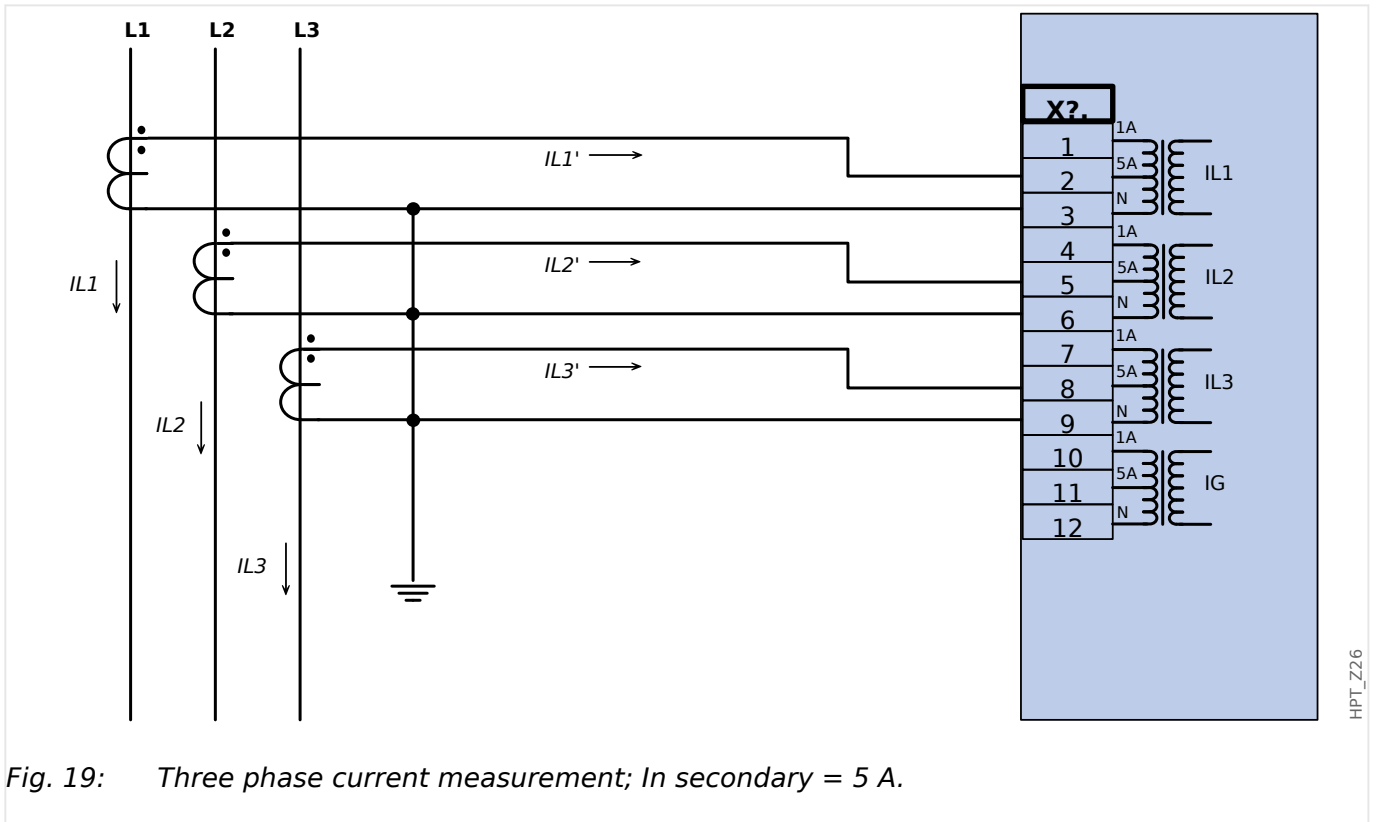 L1 L2 L3
X?.
1 1A
IL1' 5A IL1
2
N
3
1A
4
IL2' 5A IL2
IL1 5
N
6
1A
7
IL3' 5A IL3
8
IL2 N
9
1A
10
5A IG
11
N
12
IL3
HPT_Z26
Fig. 19: Three phase current measurement; In secondary = 5 A.